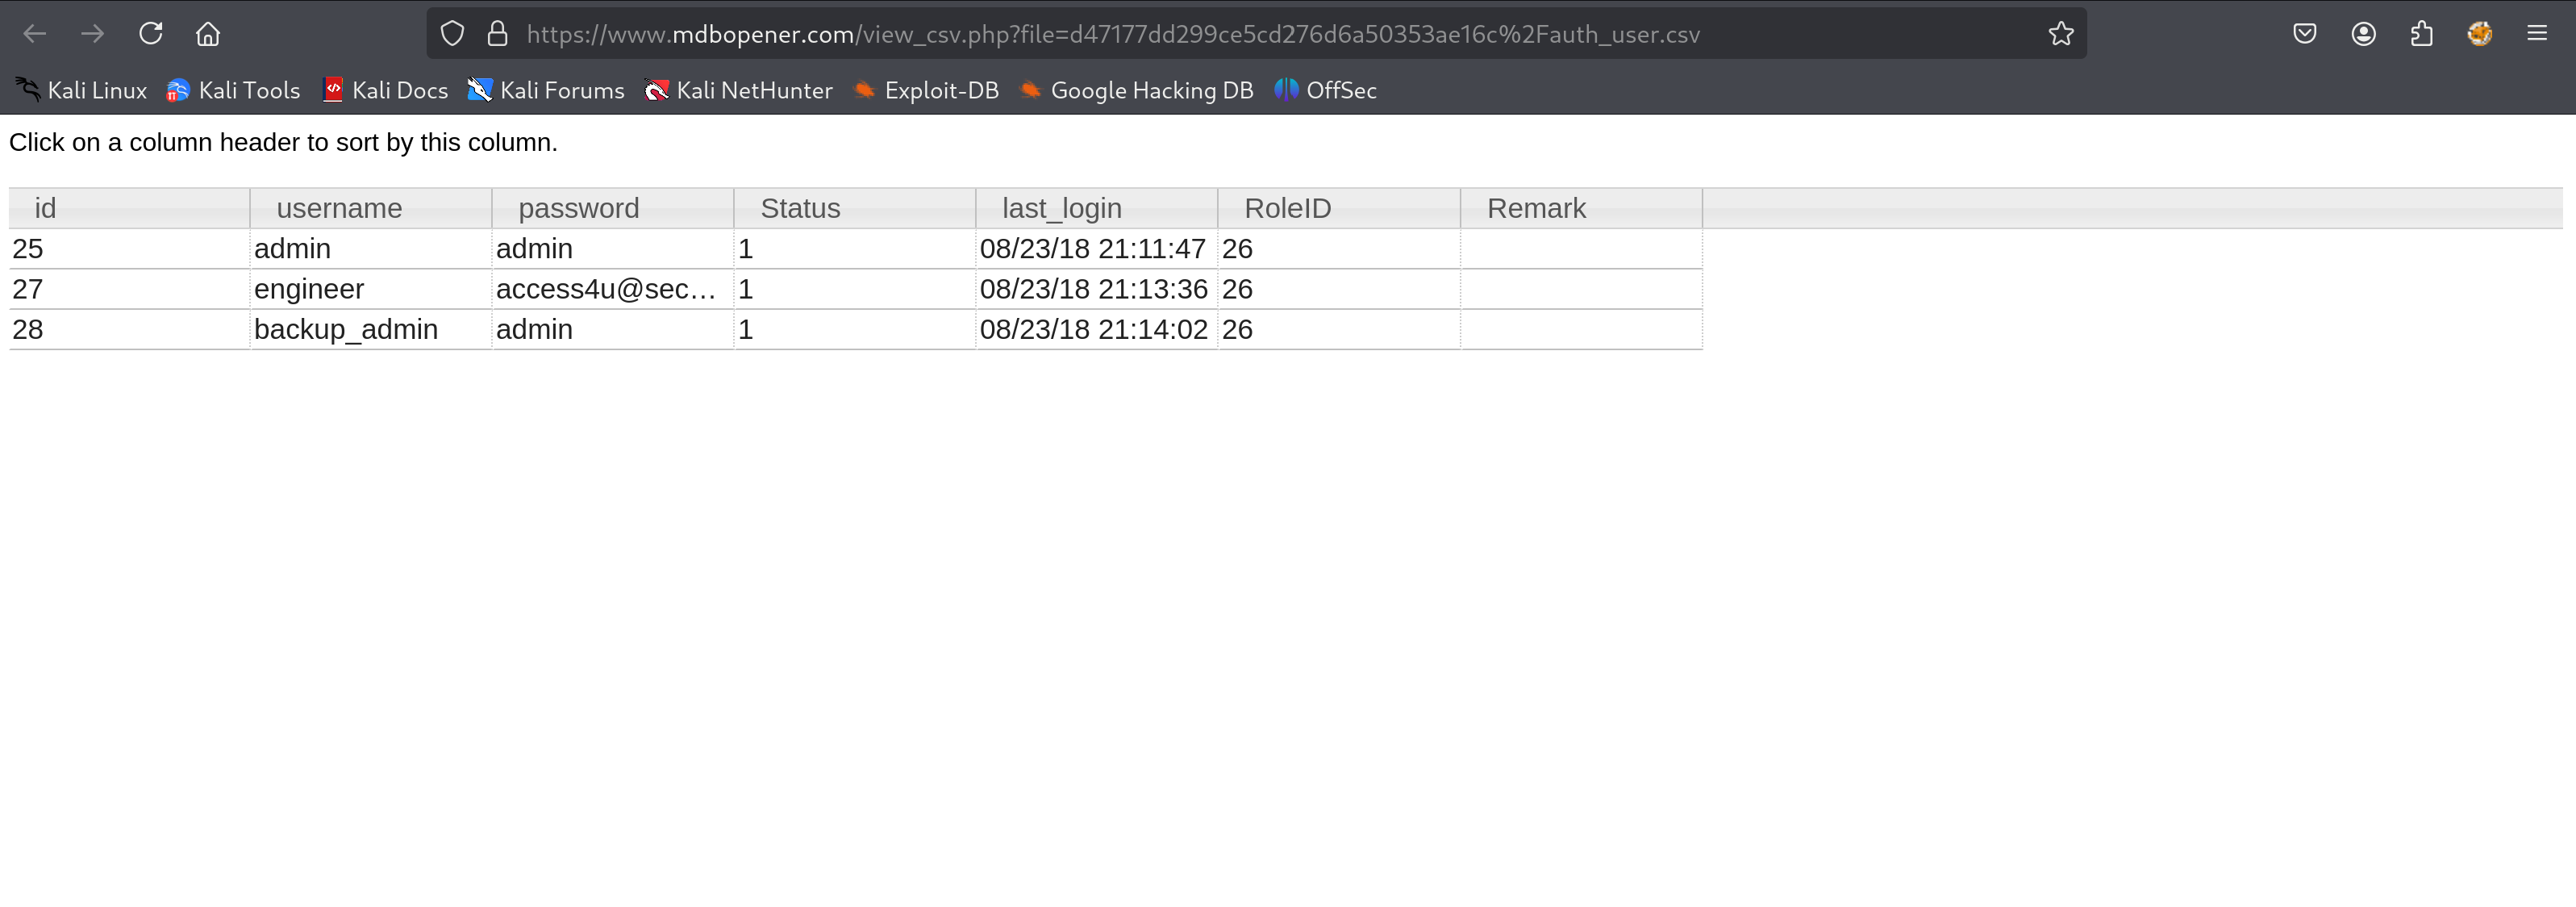 https://www.mdbopener.com/view_csv.php?file=d47177dd299ce5cd276d6a50353ae16c%2Fauth_user.csv
Kali Linux Kali Tools Kali Docs Kali Forums Kali NetHunter Exploit-DB Google Hacking DB OffSec
Click on a column header to sort by this column.
id username password Status last_login RoleID Remark
25 admin admin 1 08/23/18 21:11:47 26
27 engineer access4u@sec… 1 08/23/18 21:13:36 26
28 backup_admin admin 1 08/23/18 21:14:02 26